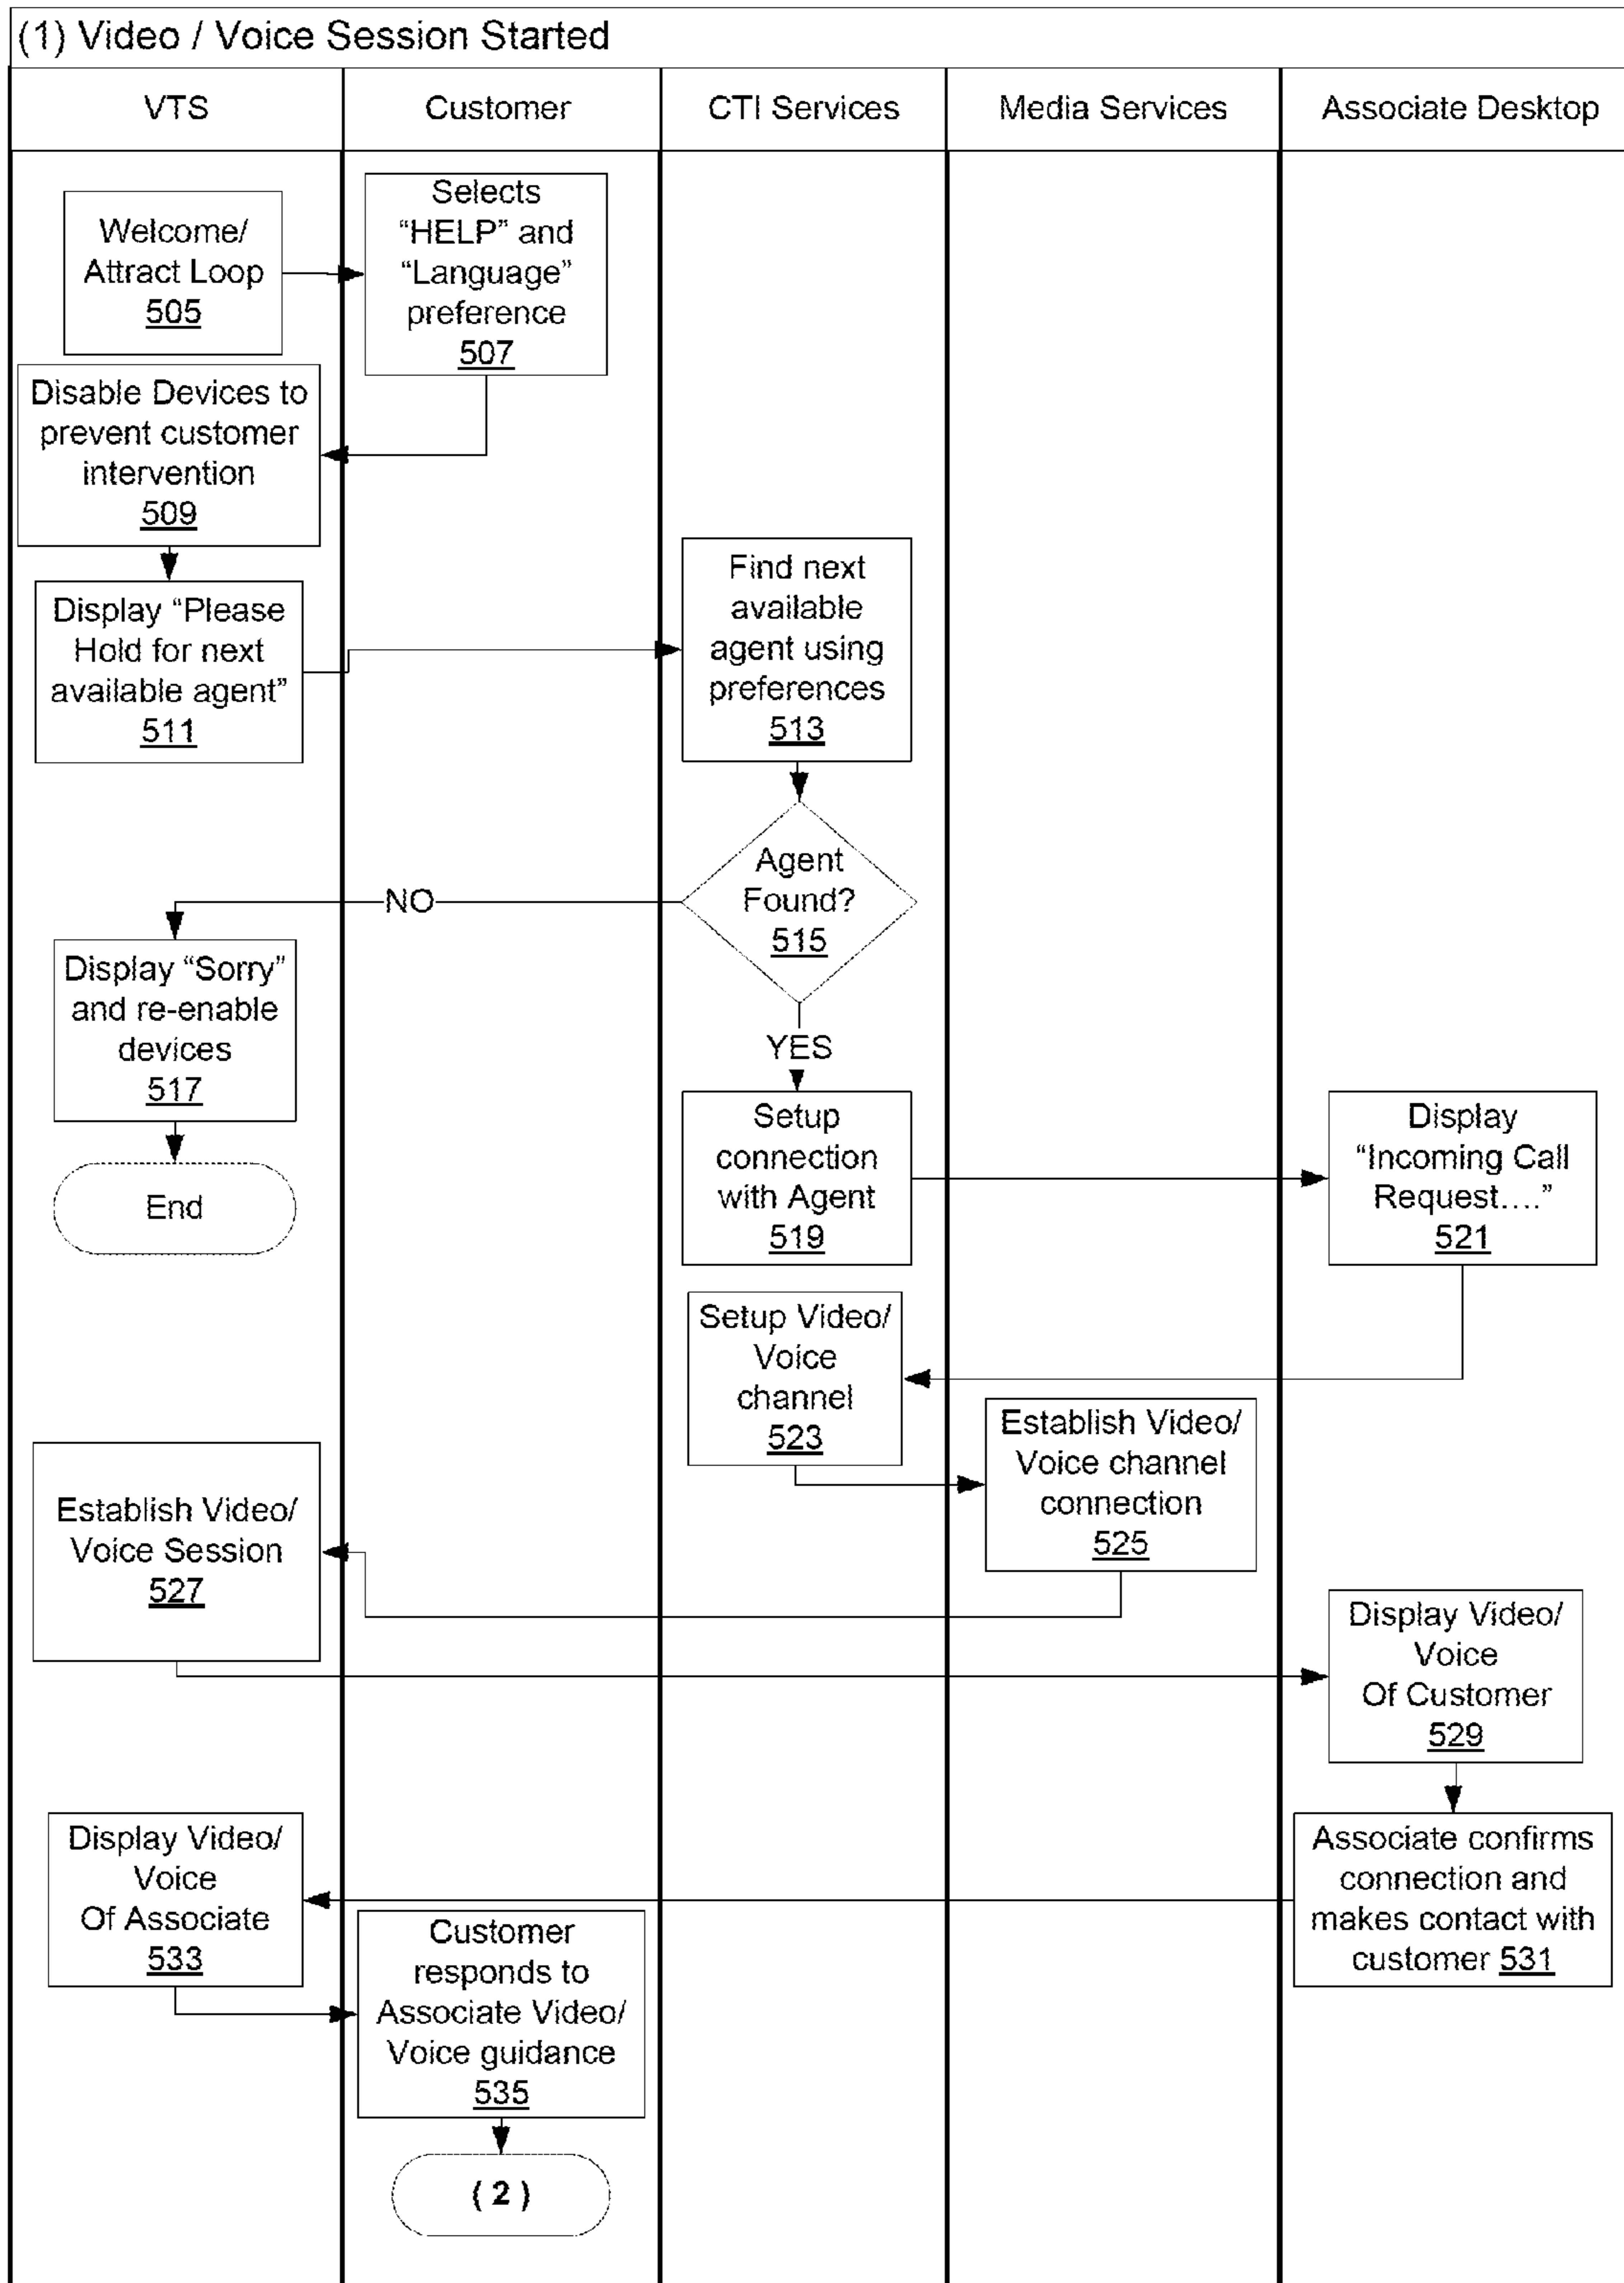 (1) Video / Voice Session Started
VTS
Customer
CTI Services
Media Services
Associate Desktop
Welcome/
Attract Loop
505
Selects
“HELP” and
“Language”
preference
507
Disable Devices to
prevent customer
intervention
509
Display “Please
Hold for next
available agent”
511
Find next
available
agent using
preferences
513
Agent
Found?
515
NO
Display “Sorry”
and re-enable
devices
517
End
YES
Setup
connection
with Agent
519
Display
“Incoming Call
Request....”
521
Setup Video/
Voice
channel
523
Establish Video/
Voice channel
connection
525
Establish Video/
Voice Session
527
Display Video/
Voice
Of Customer
529
Associate confirms
connection and
makes contact with
customer 531
Display Video/
Voice
Of Associate
533
Customer
responds to
Associate Video/
Voice guidance
535
( 2 )